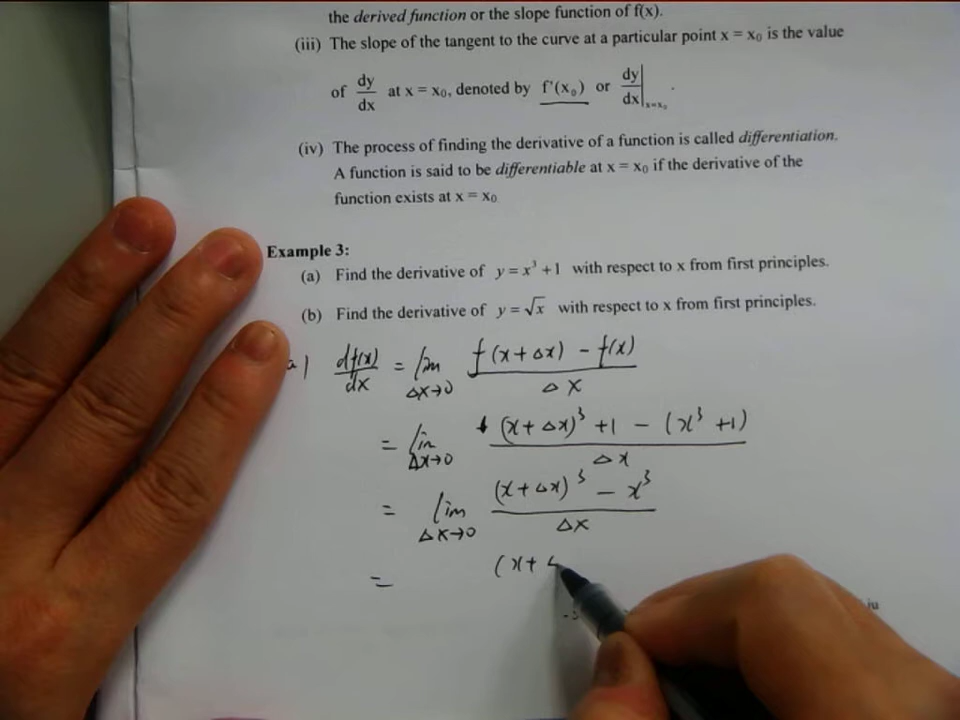 the derived function or the slope function of f(x).
(iii) The slope of the tangent to the curve at a particular point x = x₀ is the value
of dy/dx at x = x₀, denoted by f'(x₀) or dy/dx|ₓ₌ₓ₀ .
(iv) The process of finding the derivative of a function is called differentiation.
A function is said to be differentiable at x = x₀ if the derivative of the
function exists at x = x₀
Example 3:
(a) Find the derivative of y = x³ + 1 with respect to x from first principles.
(b) Find the derivative of y = √x with respect to x from first principles.
a) df(x)/dx = lim Δx→0 f(x+Δx) - f(x) / Δx
= lim Δx→0 (x+Δx)³ +1 - (x³ +1) / Δx
= lim Δx→0 (x+Δx)³ - x³ / Δx
= (x+